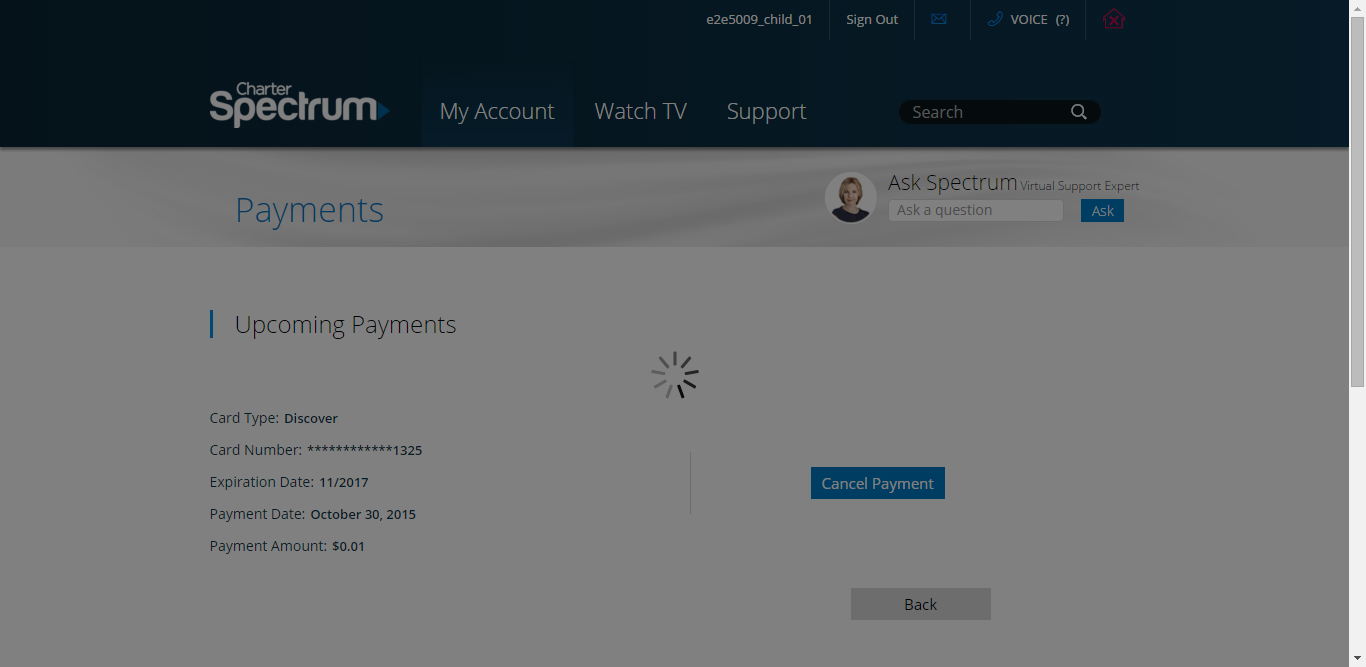 e2e5009_child_01 Sign Out VOICE (?)
Charter
Spectrum
My Account Watch TV Support Search
Payments
Ask Spectrum Virtual Support Expert
Ask a question Ask
Upcoming Payments
Card Type: Discover
Card Number: ************1325
Expiration Date: 11/2017
Cancel Payment
Payment Date: October 30, 2015
Payment Amount: $0.01
Back